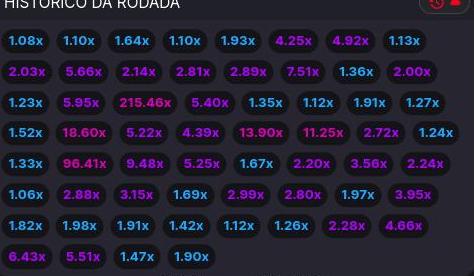 HISTÓRICO DA RODADA
1.08x 1.10x 1.64x 1.10x 1.93x 4.25x 4.92x 1.13x
2.03x 5.66x 2.14x 2.81x 2.89x 7.51x 1.36x 2.00x
1.23x 5.95x 215.46x 5.40x 1.35x 1.12x 1.91x 1.27x
1.52x 18.60x 5.22x 4.39x 13.90x 11.25x 2.72x 1.24x
1.33x 96.41x 9.48x 5.25x 1.67x 2.20x 3.56x 2.24x
1.06x 2.88x 3.15x 1.69x 2.99x 2.80x 1.97x 3.95x
1.82x 1.98x 1.91x 1.42x 1.12x 1.26x 2.28x 4.66x
6.43x 5.51x 1.47x 1.90x